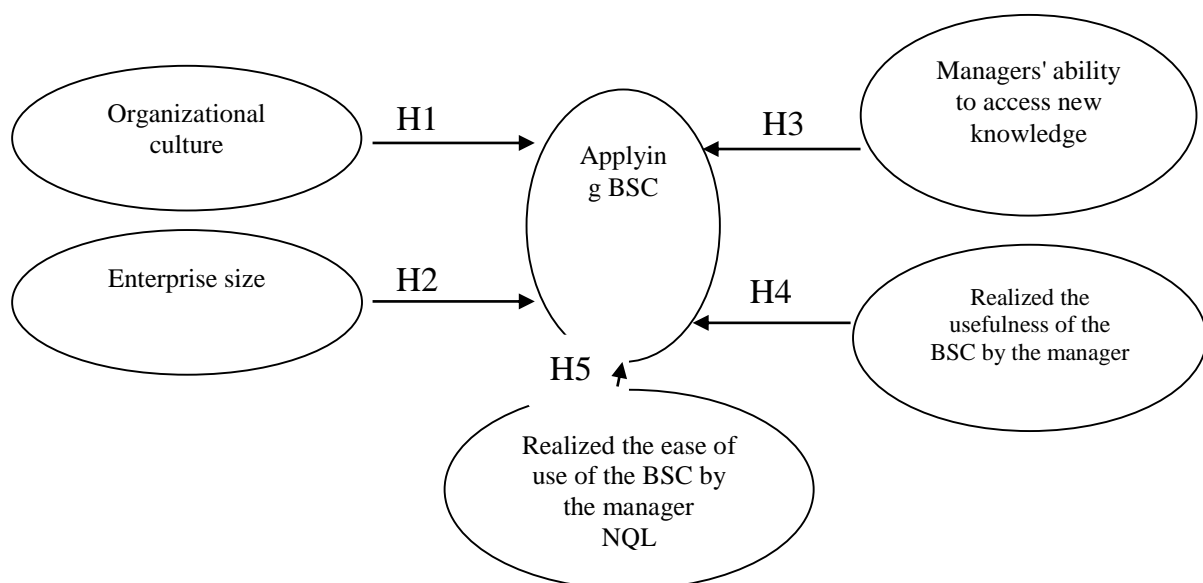 Organizational
culture
H1
Applyin
g BSC
H3
Managers' ability
to access new
knowledge
Enterprise size
H2
H4
Realized the
usefulness of the
BSC by the manager
H5
Realized the ease of
use of the BSC by
the manager
NQL